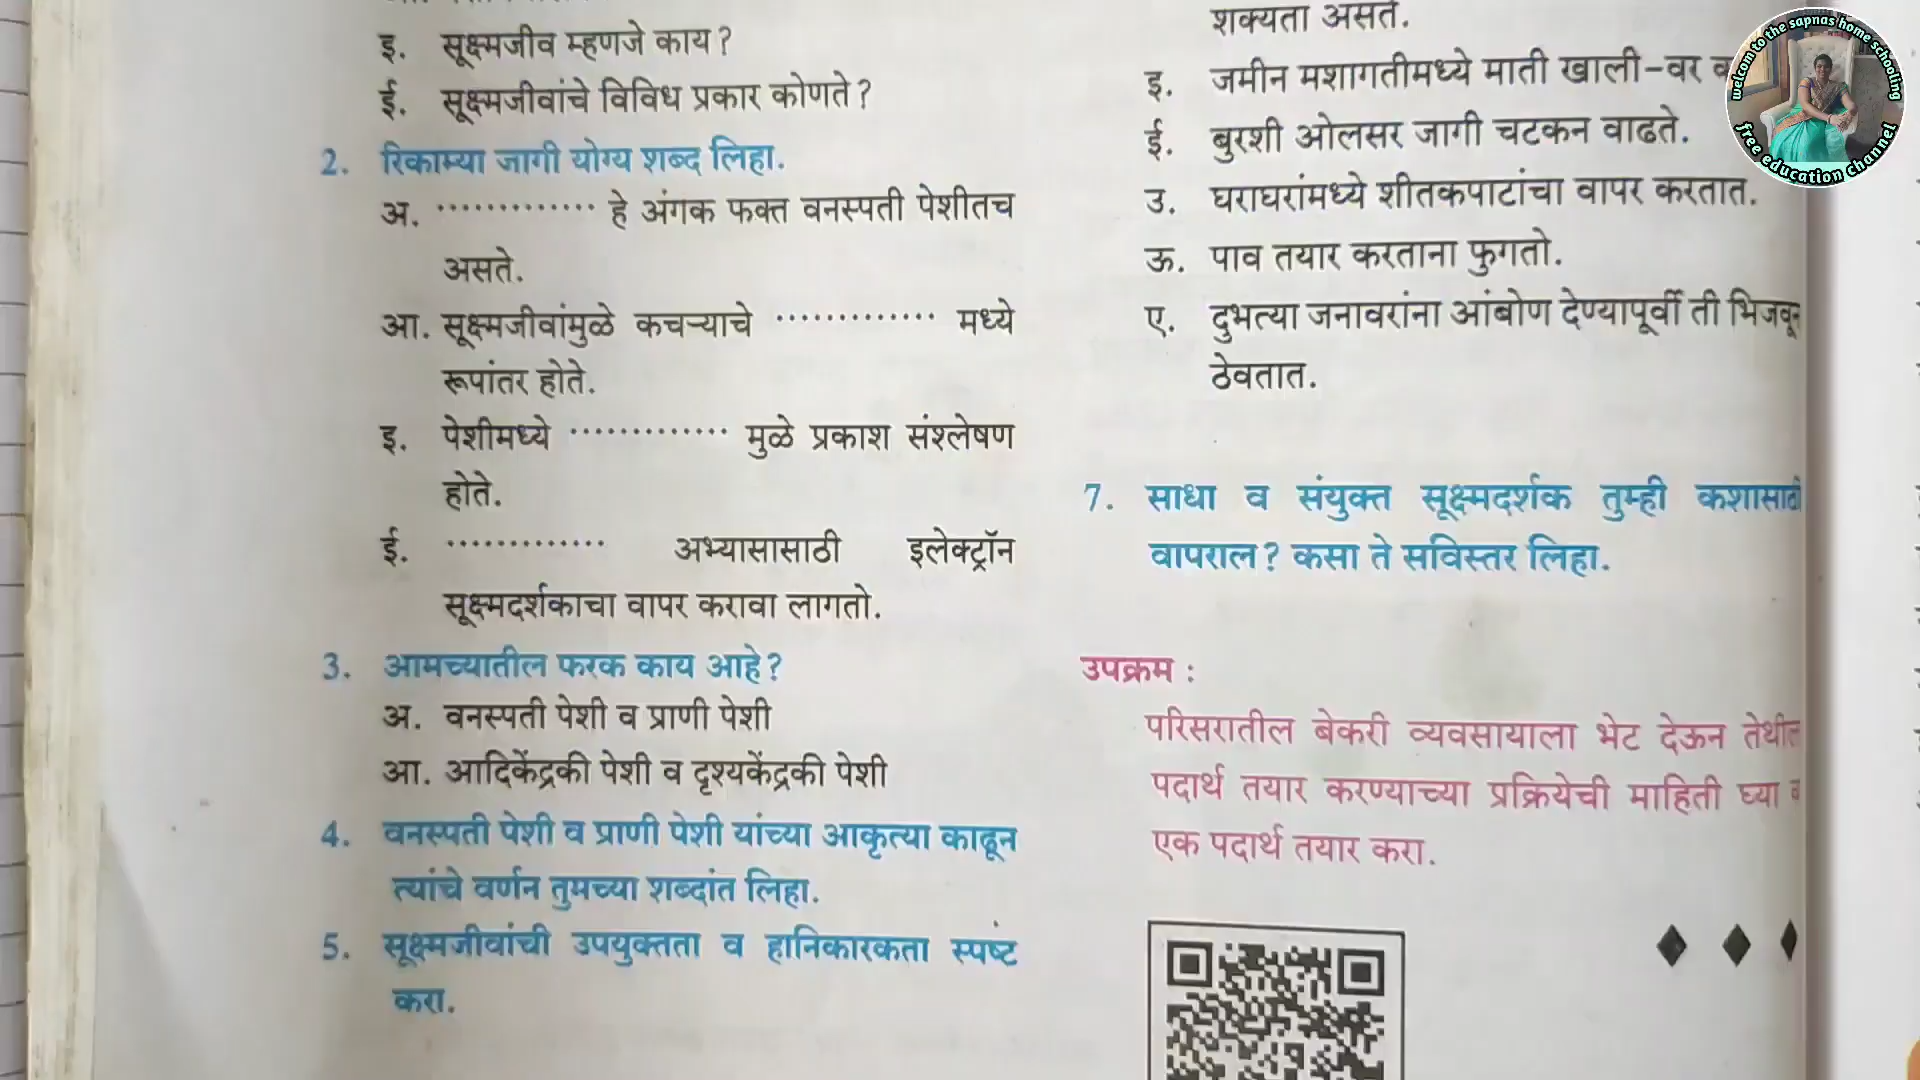 इ. सूक्ष्मजीव म्हणजे काय?
ई. सूक्ष्मजीवांचे विविध प्रकार कोणते?
2. रिकाम्या जागी योग्य शब्द लिहा.
अ. ............. हे अंगक फक्त वनस्पती पेशीतच
असते.
आ. सूक्ष्मजीवांमुळे कचऱ्याचे ............. मध्ये
रूपांतर होते.
इ. पेशीमध्ये ............. मुळे प्रकाश संश्लेषण
होते.
ई. ............. अभ्यासासाठी इलेक्ट्रॉन
सूक्ष्मदर्शकाचा वापर करावा लागतो.
3. आमच्यातील फरक काय आहे?
अ. वनस्पती पेशी व प्राणी पेशी
आ. आदिकेंद्रकी पेशी व दृश्यकेंद्रकी पेशी
4. वनस्पती पेशी व प्राणी पेशी यांच्या आकृत्या काढून
त्यांचे वर्णन तुमच्या शब्दांत लिहा.
5. सूक्ष्मजीवांची उपयुक्तता व हानिकारकता स्पष्ट
करा.
शक्यता असते.
इ. जमीन मशागतीमध्ये माती खाली-वर
ई. बुरशी ओलसर जागी चटकन वाढते.
उ. घराघरांमध्ये शीतकपाटांचा वापर करतात.
ऊ. पाव तयार करताना फुगतो.
ए. दुभत्या जनावरांना आंबोण देण्यापूर्वी ती भिजवून
ठेवतात.
7. साधा व संयुक्त सूक्ष्मदर्शक तुम्ही कशासाठी
वापराल? कसा ते सविस्तर लिहा.
उपक्रम :
परिसरातील बेकरी व्यवसायाला भेट देऊन तेथील
पदार्थ तयार करण्याच्या प्रक्रियेची माहिती घ्या व
एक पदार्थ तयार करा.
welcom to the sapnas home schooling
free education channel